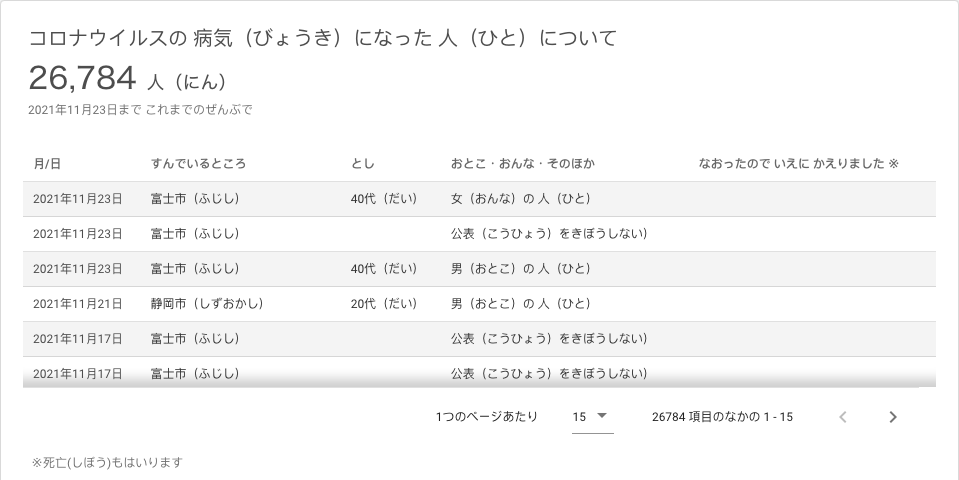 コロナウイルスの 病気（びょうき）になった 人（ひと）について
26,784 人（にん）
2021年11月23日まで これまでのぜんぶで
月/日 すんでいるところ とし おとこ・おんな・そのほか なおったので いえに かえりました ※
2021年11月23日 富士市（ふじし） 40代（だい） 女（おんな）の 人（ひと）
2021年11月23日 富士市（ふじし） 公表（こうひょう）をきぼうしない）
2021年11月23日 富士市（ふじし） 40代（だい） 男（おとこ）の 人（ひと）
2021年11月21日 静岡市（しずおかし） 20代（だい） 男（おとこ）の 人（ひと）
2021年11月17日 富士市（ふじし） 公表（こうひょう）をきぼうしない）
2021年11月17日 富士市（ふじし） 公表（こうひょう）をきぼうしない）
1つのページあたり 15 26784 項目のなかの 1 - 15
※死亡(しぼう)もはいります